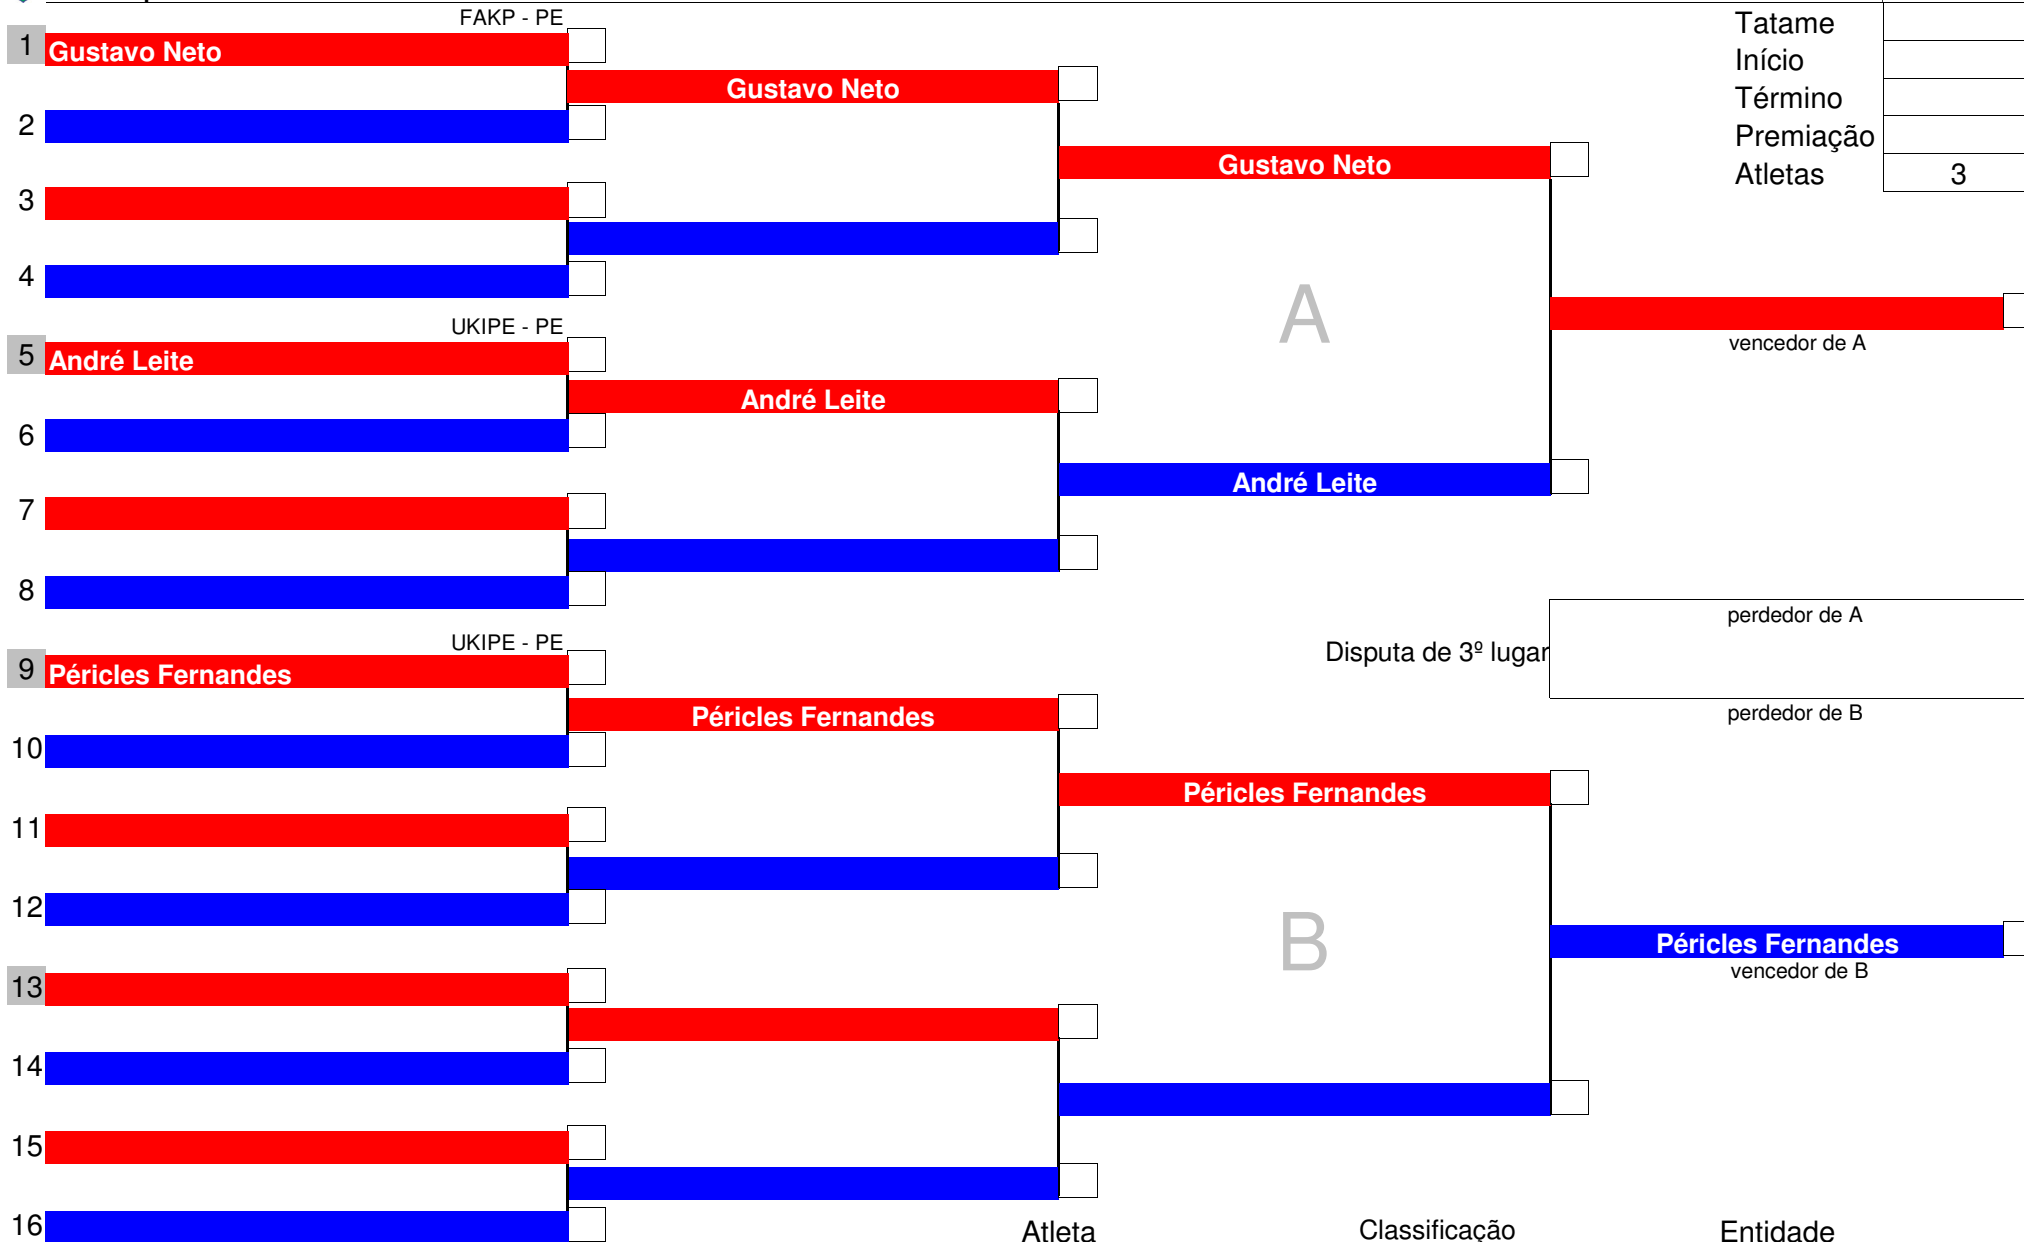 FAKP - PE
1 Gustavo Neto
Gustavo Neto
2
Gustavo Neto
3
4
Tatame
Início
Término
Premiação
Atletas 3
A
UKIPE - PE
5 André Leite
André Leite
6
André Leite
7
8
vencedor de A
perdedor de A
Disputa de 3º lugar
perdedor de B
UKIPE - PE
9 Péricles Fernandes
Péricles Fernandes
10
Péricles Fernandes
11
12
B
Péricles Fernandes
vencedor de B
13
14
15
16
Atleta Classificação Entidade